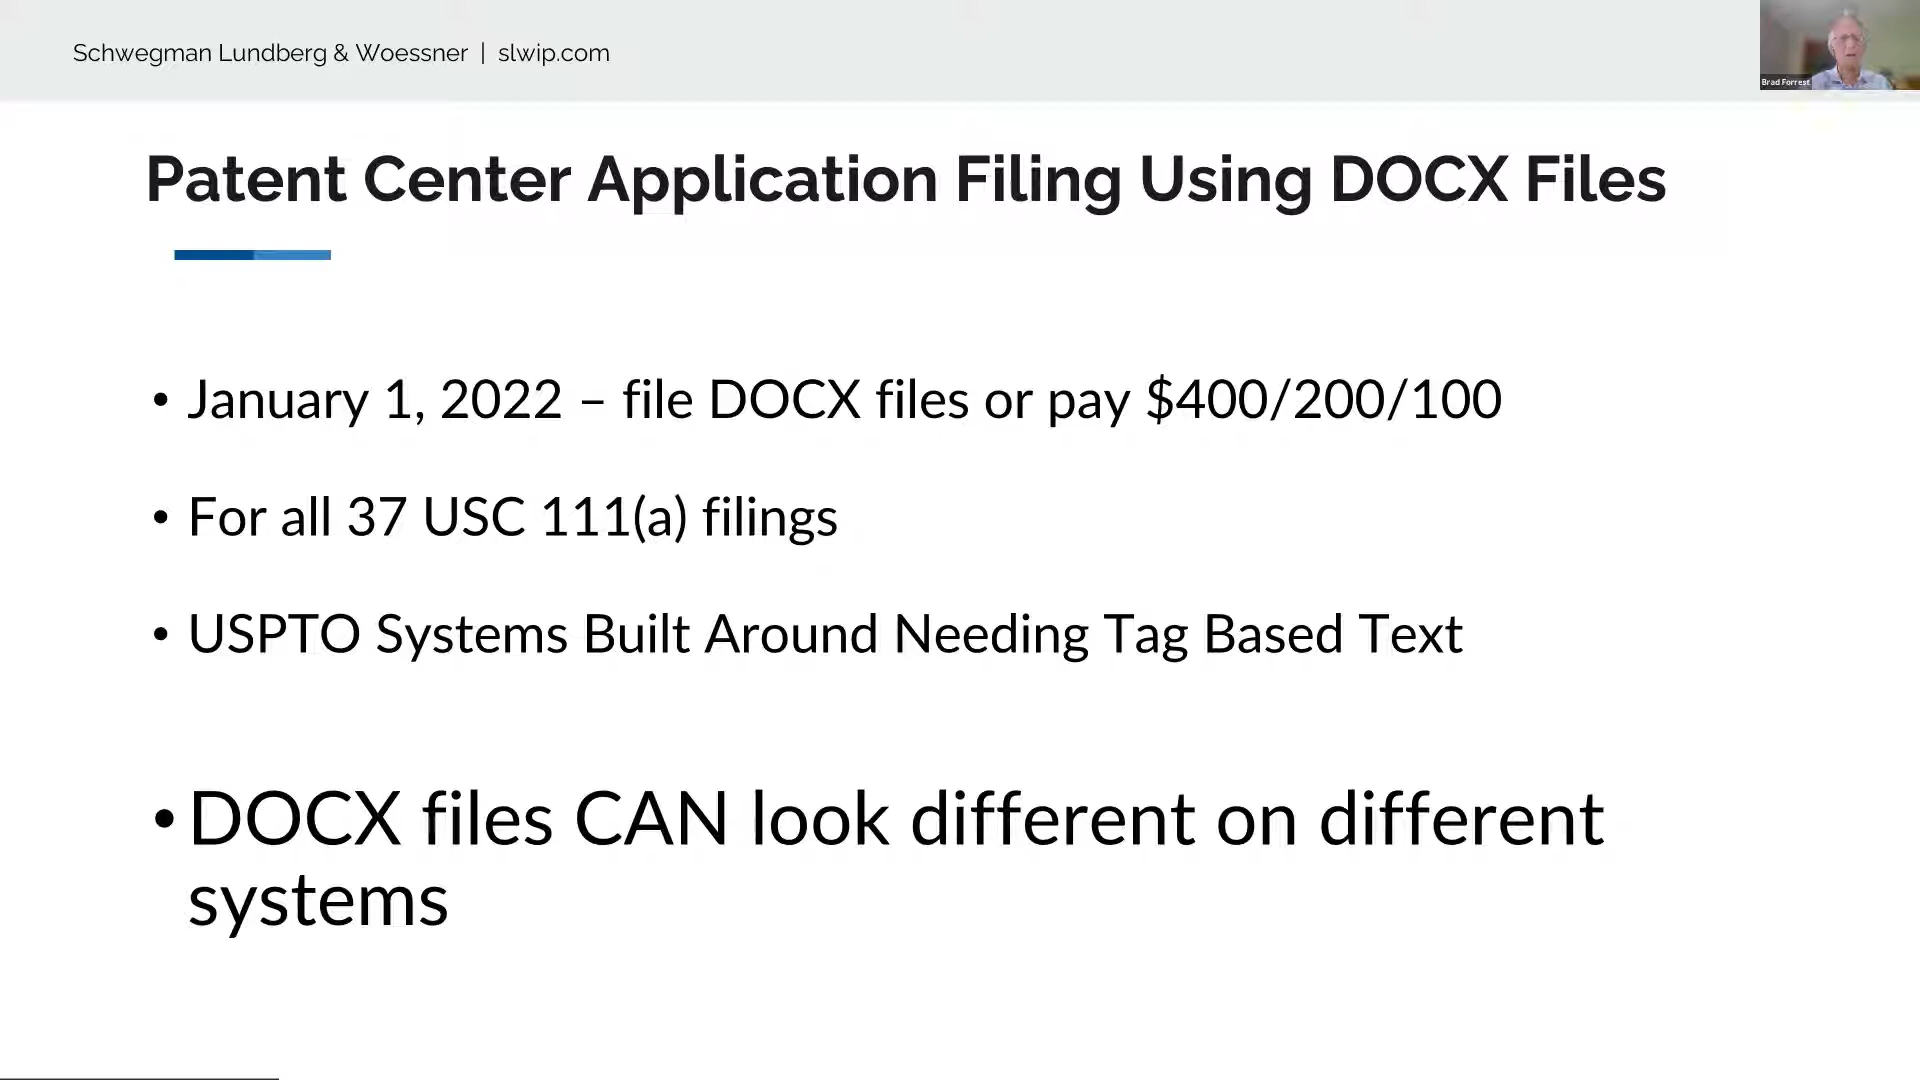 Schwegman Lundberg & Woessner | slwip.com
Brad Forrest
Patent Center Application Filing Using DOCX Files
• January 1, 2022 – file DOCX files or pay $400/200/100
• For all 37 USC 111(a) filings
• USPTO Systems Built Around Needing Tag Based Text
• DOCX files CAN look different on different
systems